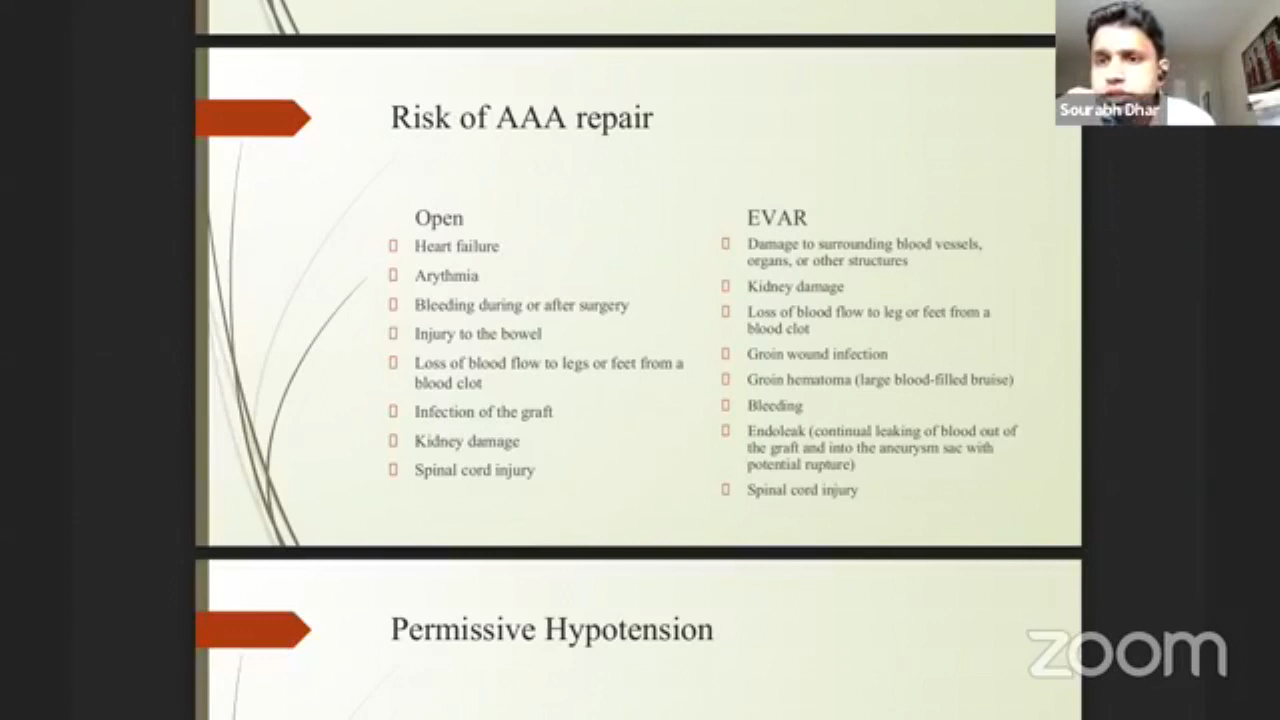 Risk of AAA repair
Open
Heart failure
Arythmia
Bleeding during or after surgery
Injury to the bowel
Loss of blood flow to legs or feet from a
blood clot
Infection of the graft
Kidney damage
Spinal cord injury
EVAR
Damage to surrounding blood vessels,
organs, or other structures
Kidney damage
Loss of blood flow to leg or feet from a
blood clot
Groin wound infection
Groin hematoma (large blood-filled bruise)
Bleeding
Endoleak (continual leaking of blood out of
the graft and into the aneurysm sac with
potential rupture)
Spinal cord injury
Permissive Hypotension
Sourabh Dhar
zoom